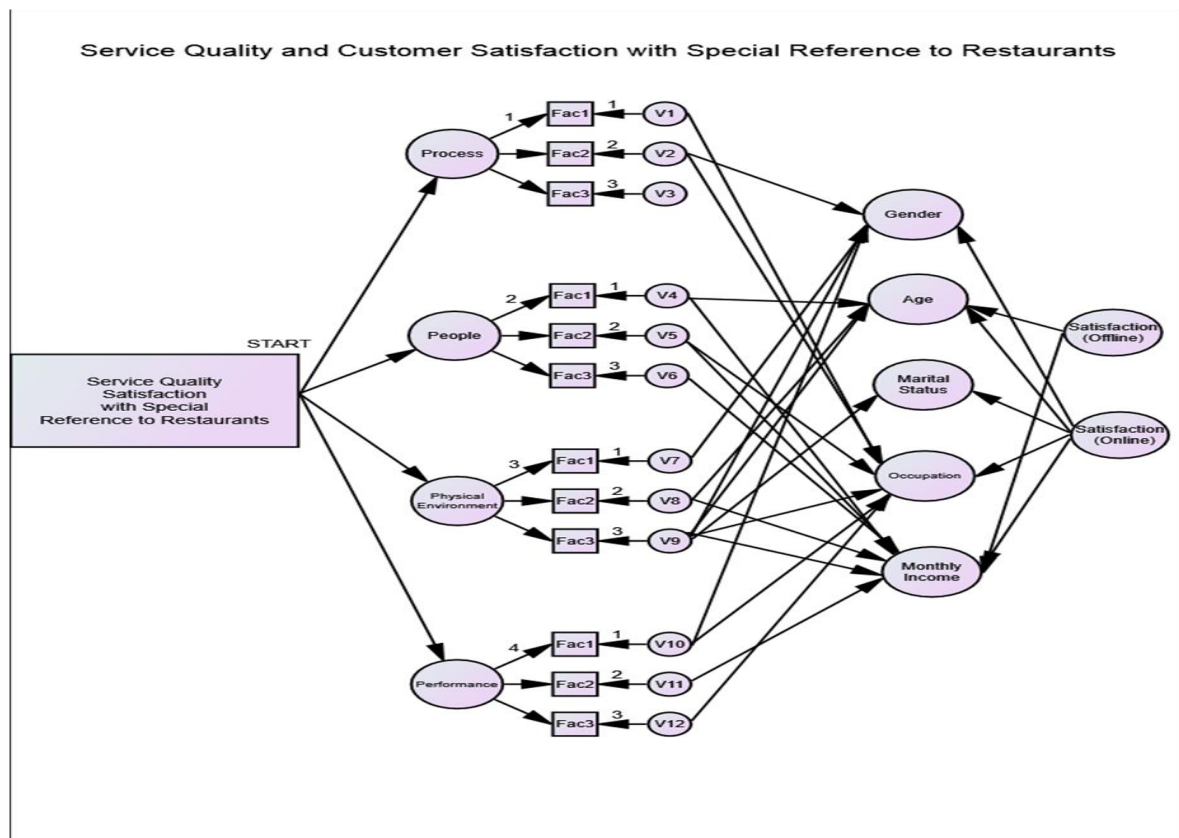 Service Quality and Customer Satisfaction with Special Reference to Restaurants
START
Service Quality
Satisfaction
with Special
Reference to Restaurants
Process
1
Fac1
1
V1
Fac2
2
V2
Fac3
3
V3
People
2
Fac1
1
V4
Fac2
2
V5
Fac3
3
V6
Physical
Environment
3
Fac1
1
V7
Fac2
2
V8
Fac3
3
V9
Performance
4
Fac1
1
V10
Fac2
2
V11
Fac3
3
V12
Gender
Age
Marital
Status
Occupation
Monthly
Income
Satisfaction
(Offline)
Satisfaction
(Online)